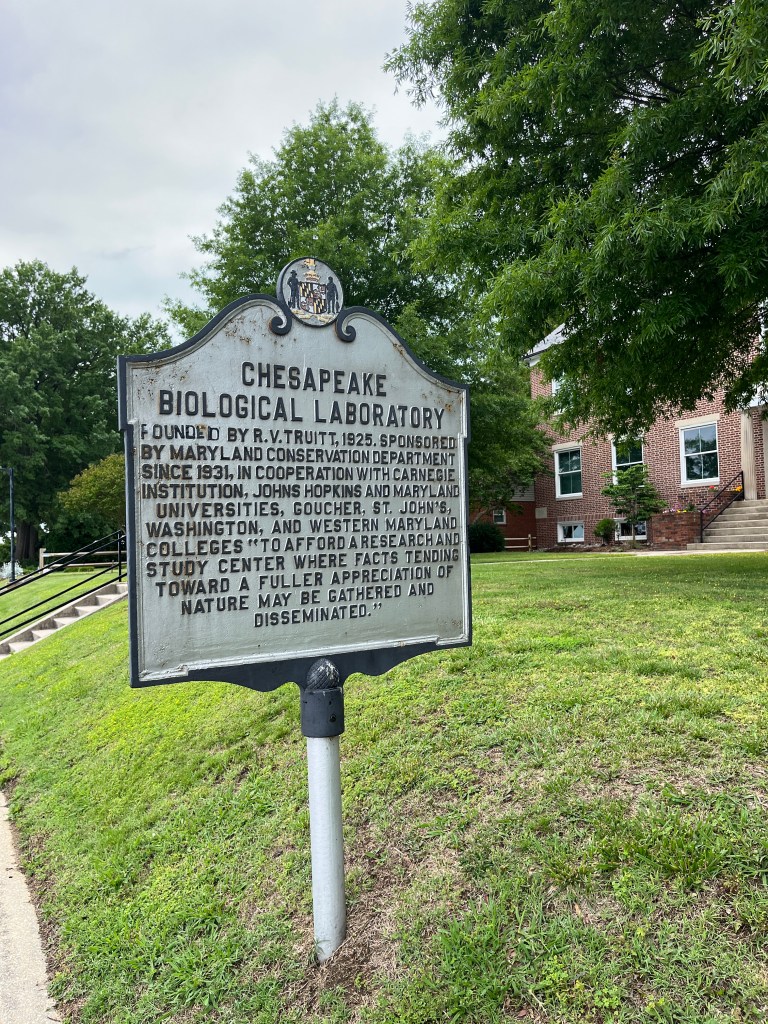 CHESAPEAKE
BIOLOGICAL LABORATORY
FOUNDED BY R.V. TRUITT, 1925. SPONSORED
BY MARYLAND CONSERVATION DEPARTMENT
SINCE 1931, IN COOPERATION WITH CARNEGIE
INSTITUTION, JOHNS HOPKINS AND MARYLAND
UNIVERSITIES, GOUCHER, ST. JOHN'S,
WASHINGTON, AND WESTERN MARYLAND
COLLEGES "TO AFFORD A RESEARCH AND
STUDY CENTER WHERE FACTS TENDING
TOWARD A FULLER APPRECIATION OF
NATURE MAY BE GATHERED AND
DISSEMINATED."